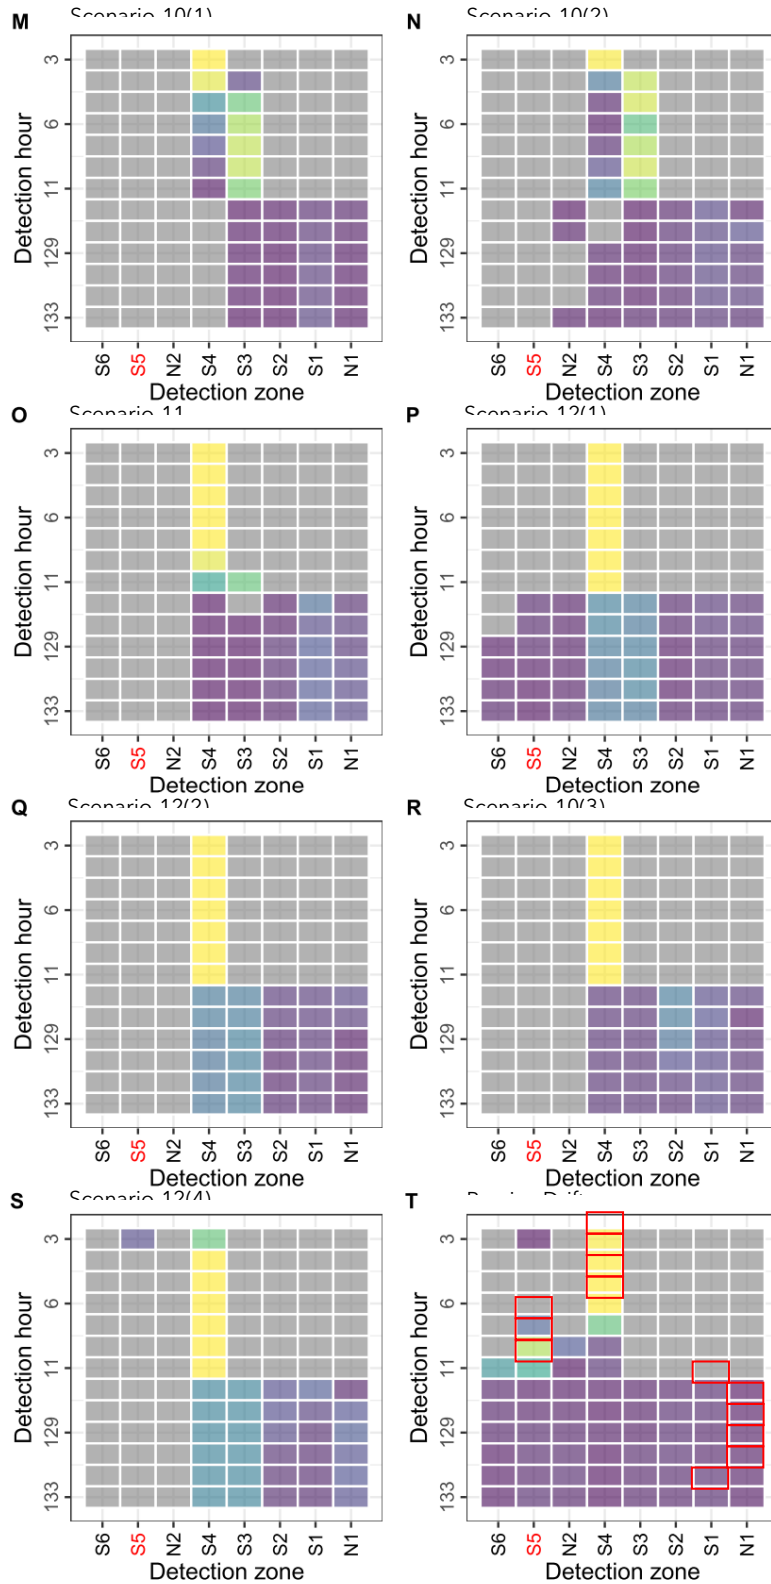 M Scenario 10(1)
N Scenario 10(2)
Detection hour
3
6
11
129
133
S6 S5 N2 S4 S3 S2 S1 N1
Detection zone
Detection hour
3
6
11
129
133
S6 S5 N2 S4 S3 S2 S1 N1
Detection zone
O Scenario 11
P Scenario 12(1)
Detection hour
3
6
11
129
133
S6 S5 N2 S4 S3 S2 S1 N1
Detection zone
Detection hour
3
6
11
129
133
S6 S5 N2 S4 S3 S2 S1 N1
Detection zone
Q Scenario 12(2)
R Scenario 10(3)
Detection hour
3
6
11
129
133
S6 S5 N2 S4 S3 S2 S1 N1
Detection zone
Detection hour
3
6
11
129
133
S6 S5 N2 S4 S3 S2 S1 N1
Detection zone
S Scenario 12(4)
T Passive Drift
Detection hour
3
6
11
129
133
S6 S5 N2 S4 S3 S2 S1 N1
Detection zone
Detection hour
3
6
11
129
133
S6 S5 N2 S4 S3 S2 S1 N1
Detection zone